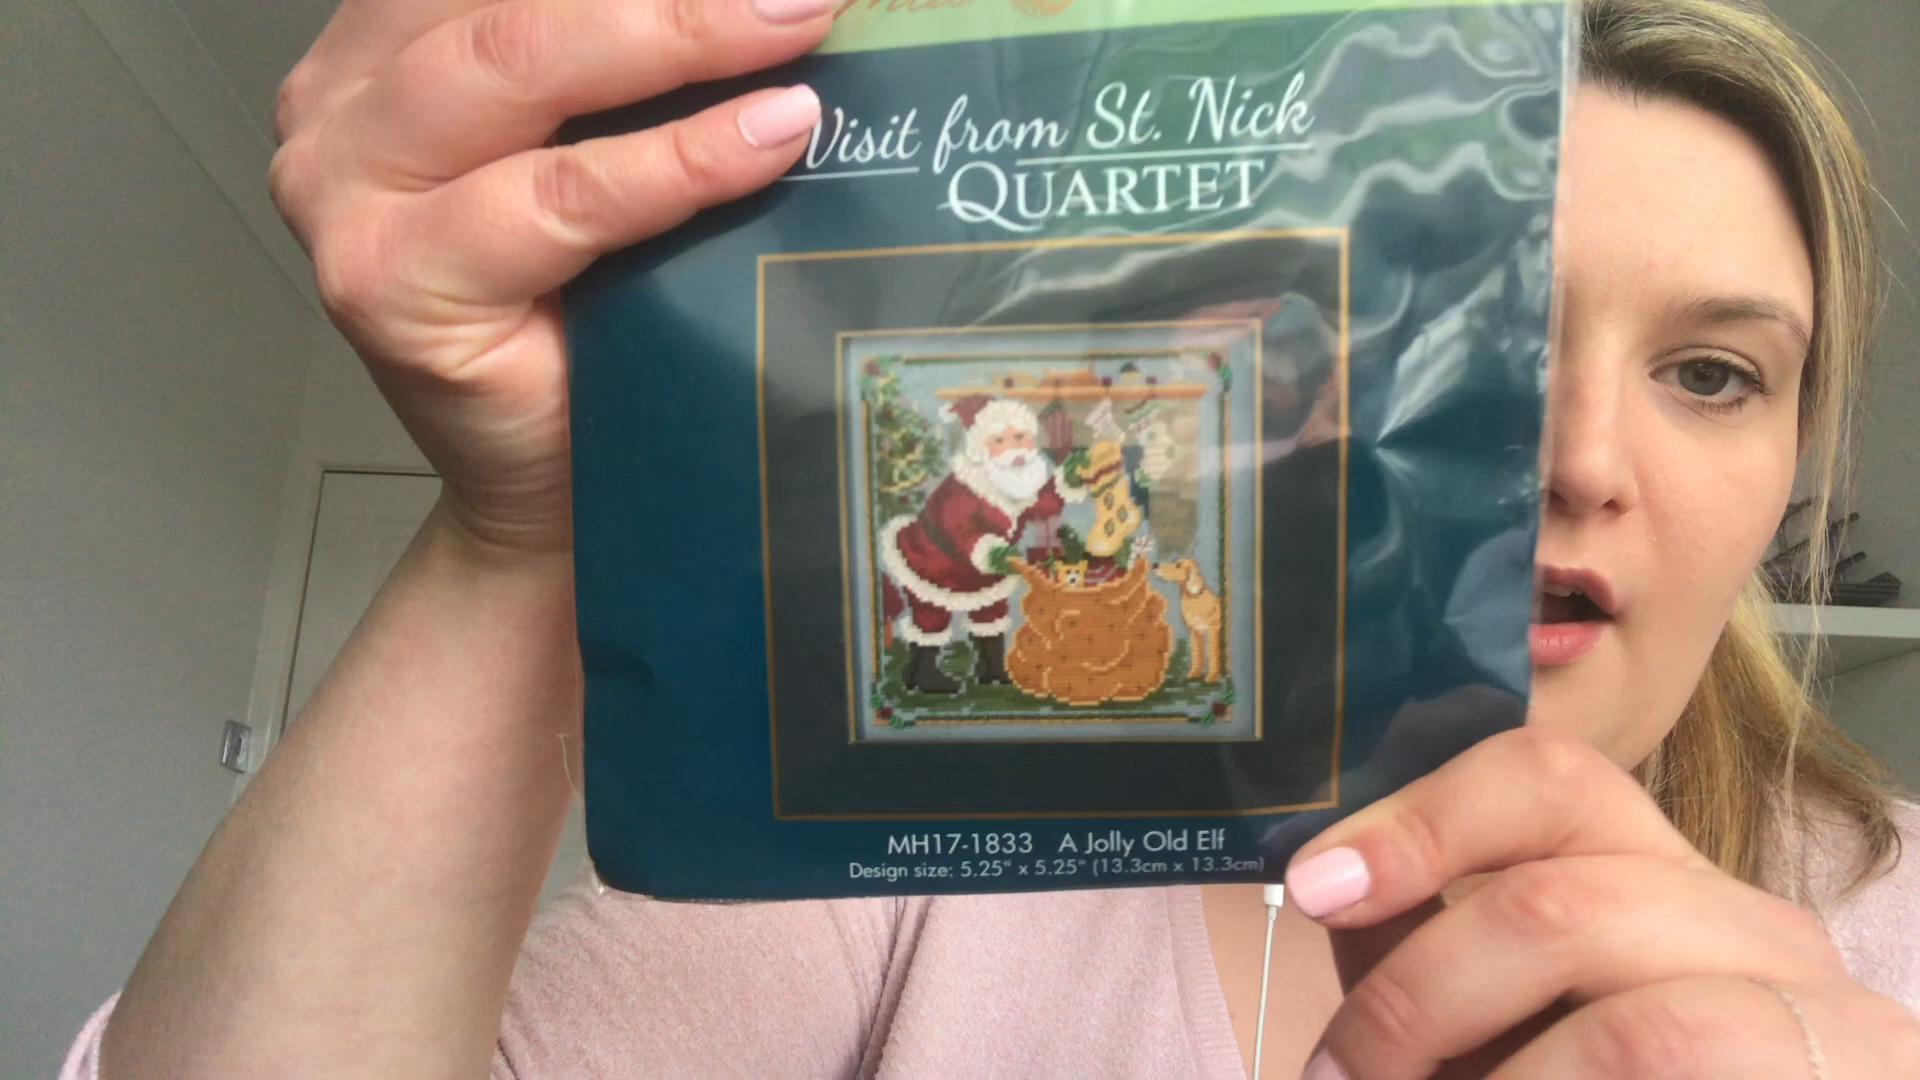 Visit from St. Nick
QUARTET
MH17-1833 A Jolly Old Elf
Design size: 5.25" x 5.25" (13.3cm x 13.3cm)